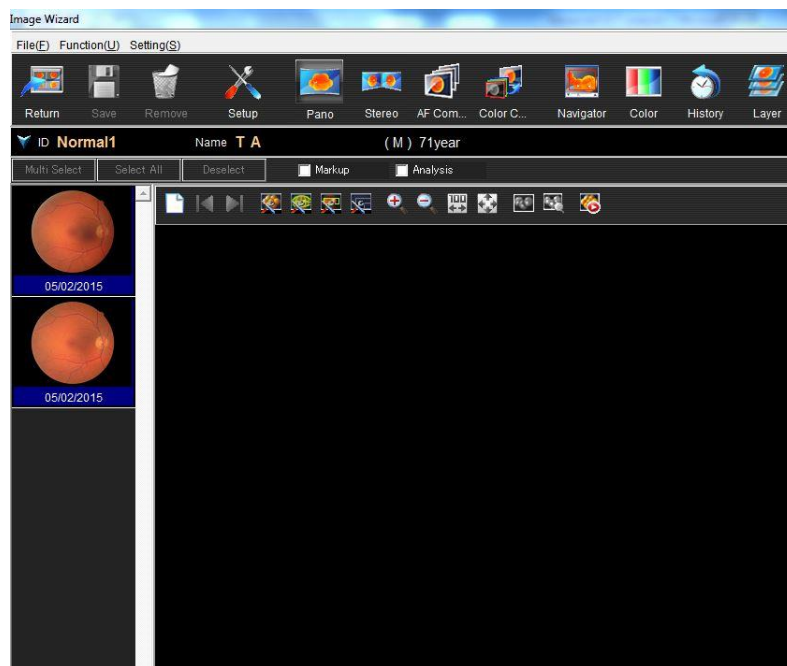 Image Wizard
File(F) Function(U) Setting(S)
Return Save Remove Setup Pano Stereo AF Com... Color C... Navigator Color History Layer
ID Normal1 Name T A ( M ) 71year
Multi Select Select All Deselect Markup Analysis
100
05/02/2015
05/02/2015